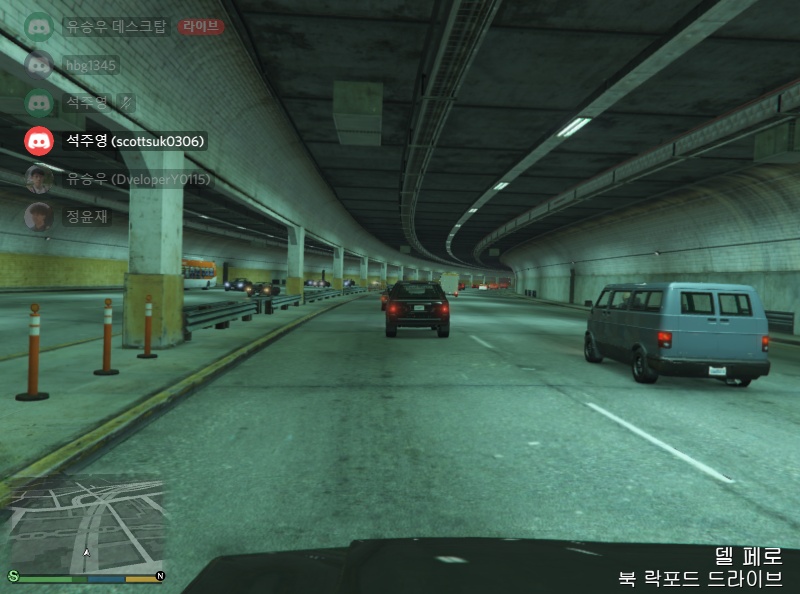 유승우 데스크탑 라이브
hbg1345
석주영
석주영 (scottsuk0306)
유승우 (DveloperY0115)
정윤재
S
N
델 페로
북 락포드 드라이브